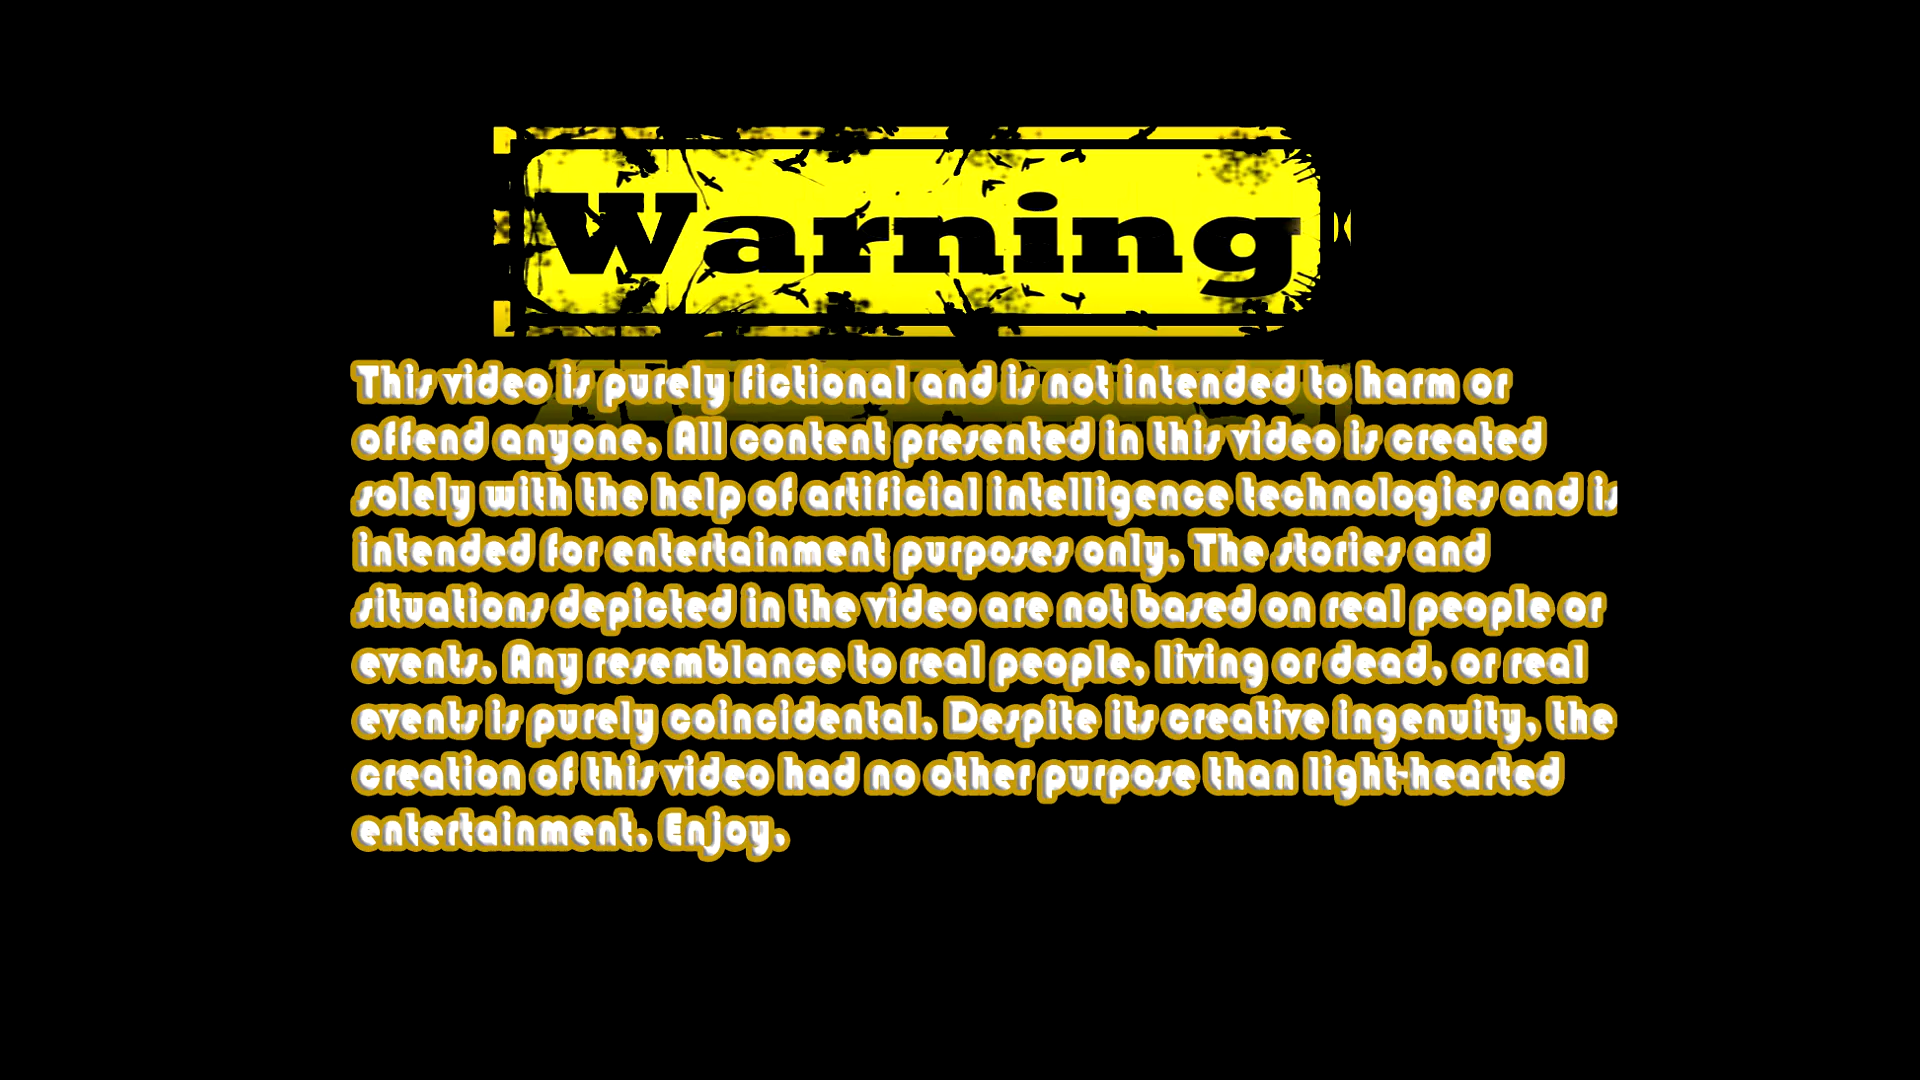 Warning
This video is purely fictional and is not intended to harm or
offend anyone. All content presented in this video is created
solely with the help of artificial intelligence technologies and is
intended for entertainment purposes only. The stories and
situations depicted in the video are not based on real people or
events. Any resemblance to real people, living or dead, or real
events is purely coincidental. Despite its creative ingenuity, the
creation of this video had no other purpose than light-hearted
entertainment. Enjoy.